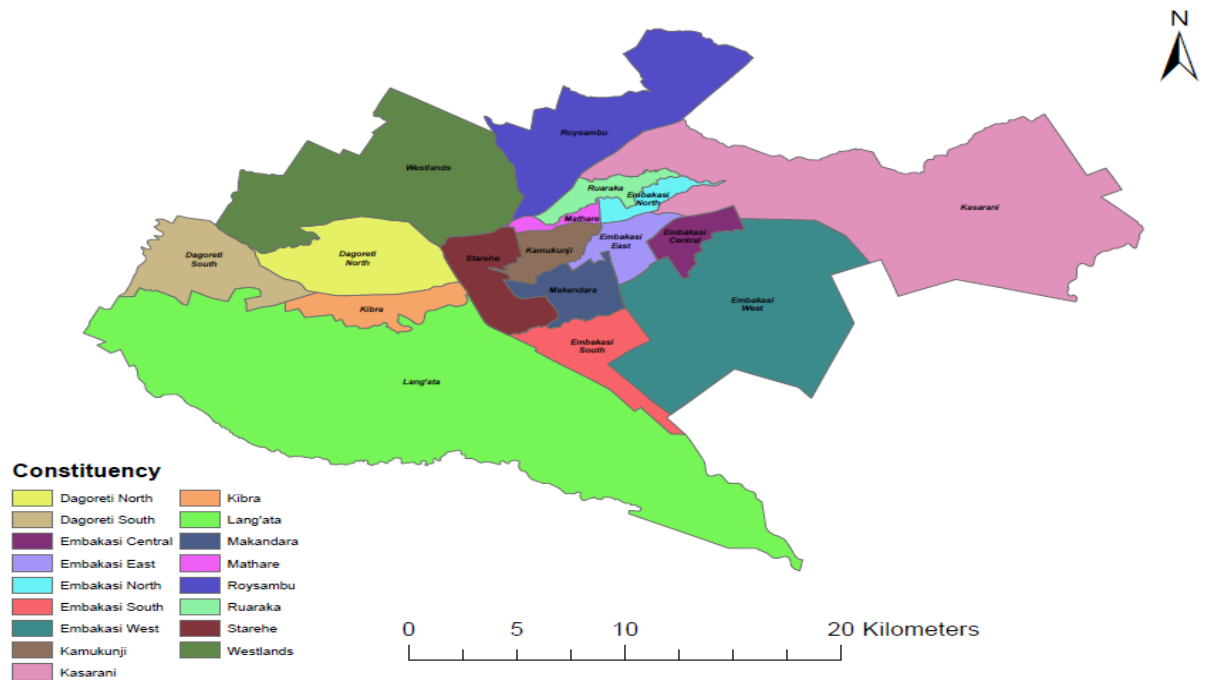 N
Roysambu
Westlands
Ruaraka
Embakasi
North
Kasarani
Mathare
Embakasi
Central
Embakasi
East
Kamukunji
Starehe
Dagoreti
South
Dagoreti
North
Makandara
Embakasi
West
Kibra
Embakasi
South
Lang'ata
Constituency
Dagoreti North
Dagoreti South
Embakasi Central
Embakasi East
Embakasi North
Embakasi South
Embakasi West
Kamukunji
Kasarani
Kibra
Lang'ata
Makandara
Mathare
Roysambu
Ruaraka
Starehe
Westlands
0 5 10 20 Kilometers